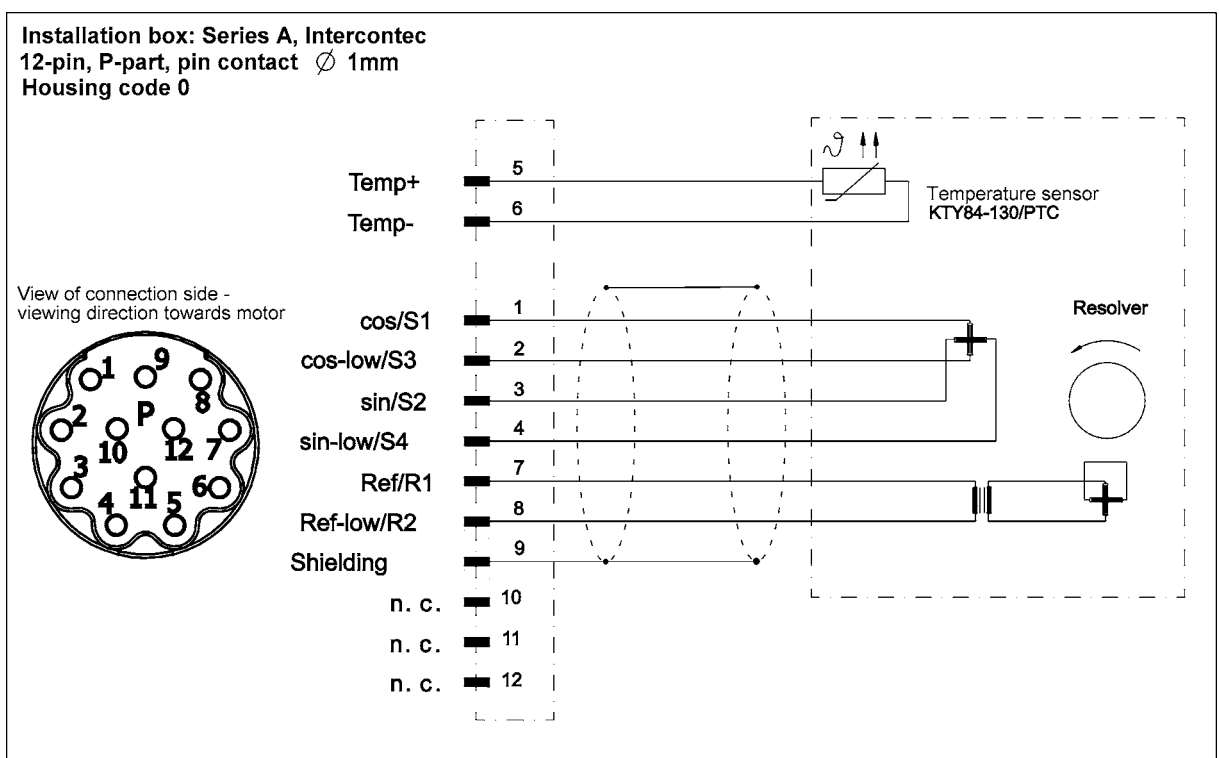 Installation box: Series A, Intercontec
12-pin, P-part, pin contact ∅ 1mm
Housing code 0
Temp+ 5
Temp- 6
ϑ
Temperature sensor
KTY84-130/PTC
View of connection side -
viewing direction towards motor
1 9 8
2 P 7
10 12
3 11 6
4 5
cos/S1 1
cos-low/S3 2
sin/S2 3
sin-low/S4 4
Ref/R1 7
Ref-low/R2 8
Shielding 9
n. c. 10
n. c. 11
n. c. 12
Resolver